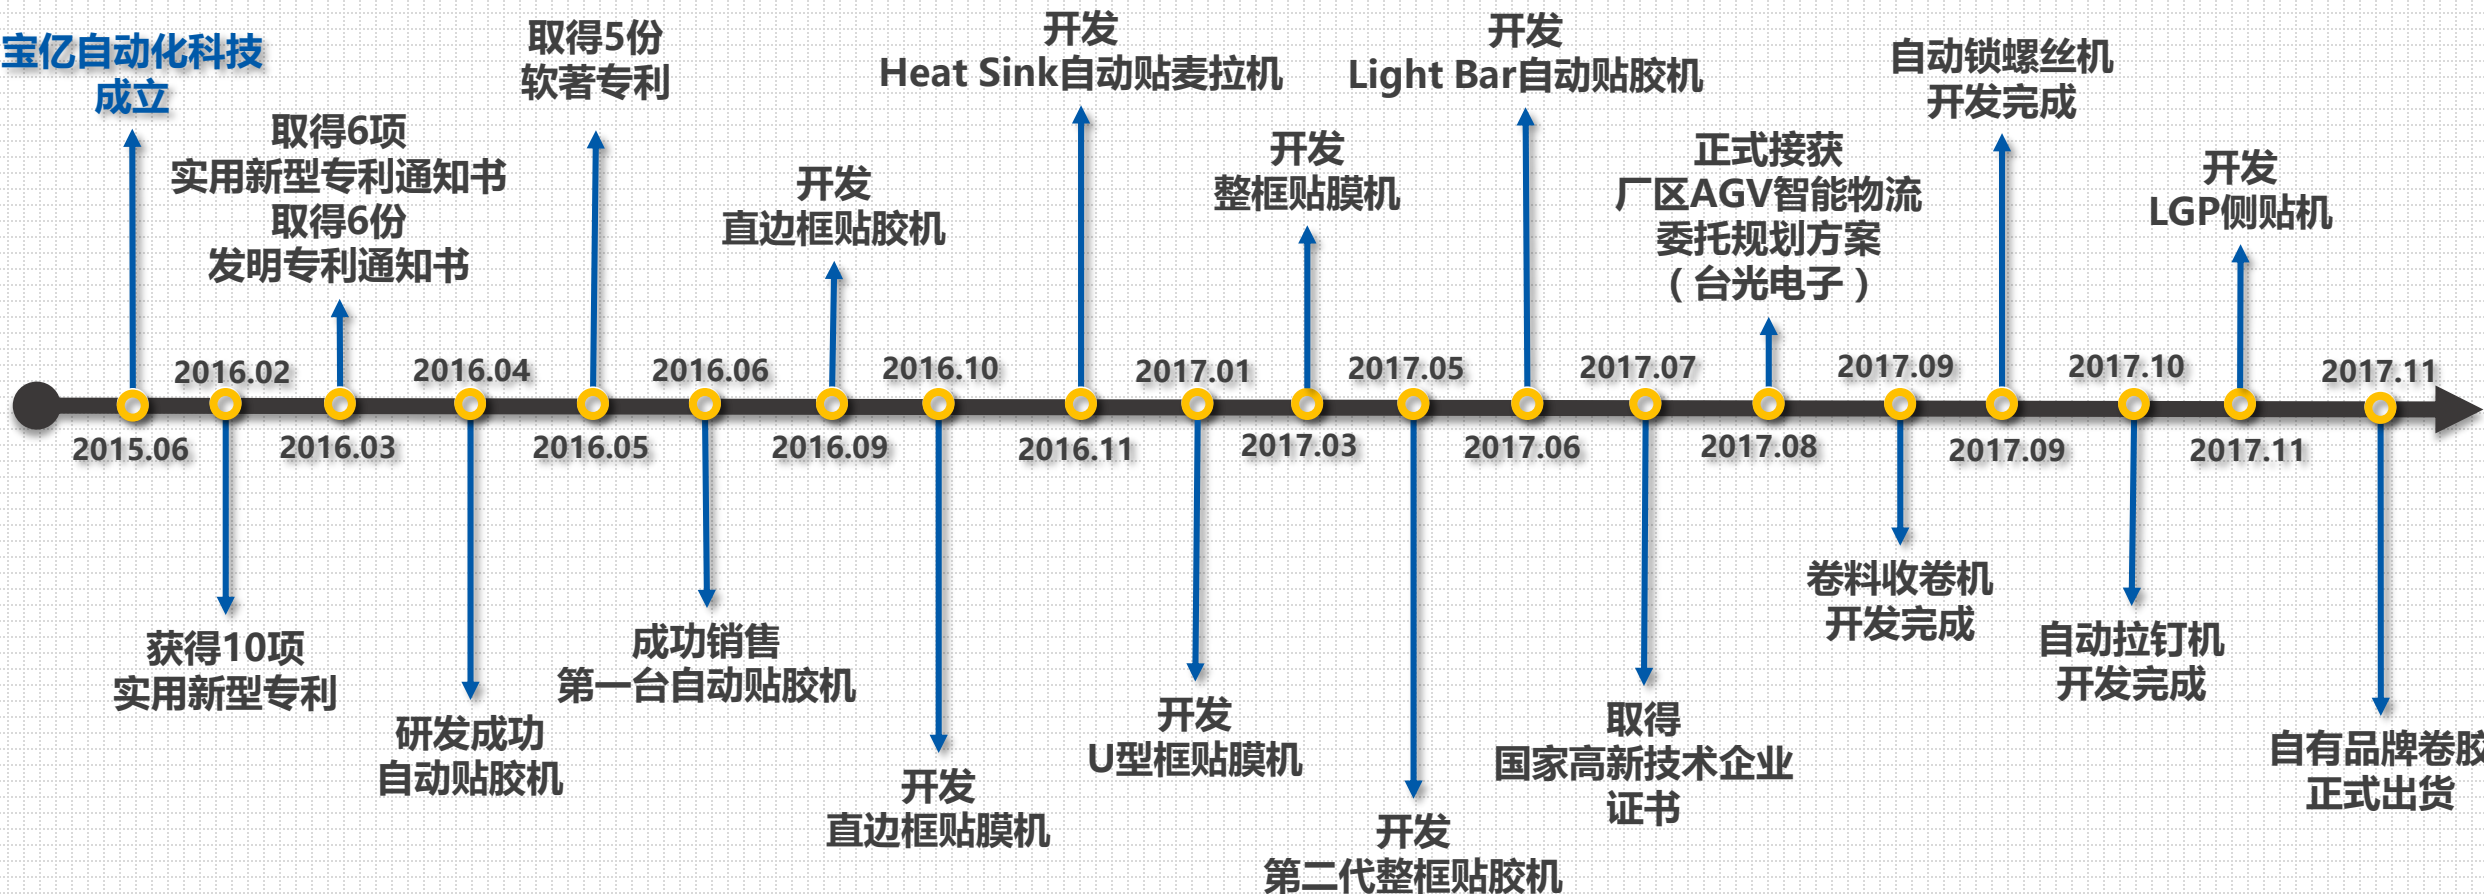 宝亿自动化科技
成立
2015.06
2016.02
获得10项
实用新型专利
取得6项
实用新型专利通知书
取得6份
发明专利通知书
2016.03
2016.04
研发成功
自动贴胶机
取得5份
软著专利
2016.05
2016.06
成功销售
第一台自动贴胶机
开发
直边框贴胶机
2016.09
2016.10
开发
直边框贴膜机
开发
Heat Sink自动贴麦拉机
2016.11
2017.01
开发
U型框贴膜机
开发
整框贴膜机
2017.03
2017.05
开发
第二代整框贴胶机
开发
Light Bar自动贴胶机
2017.06
2017.07
取得
国家高新技术企业
证书
正式接获
厂区AGV智能物流
委托规划方案
（台光电子）
2017.08
2017.09
卷料收卷机
开发完成
自动锁螺丝机
开发完成
2017.09
2017.10
自动拉钉机
开发完成
开发
LGP侧贴机
2017.11
2017.11
自有品牌卷胶
正式出货